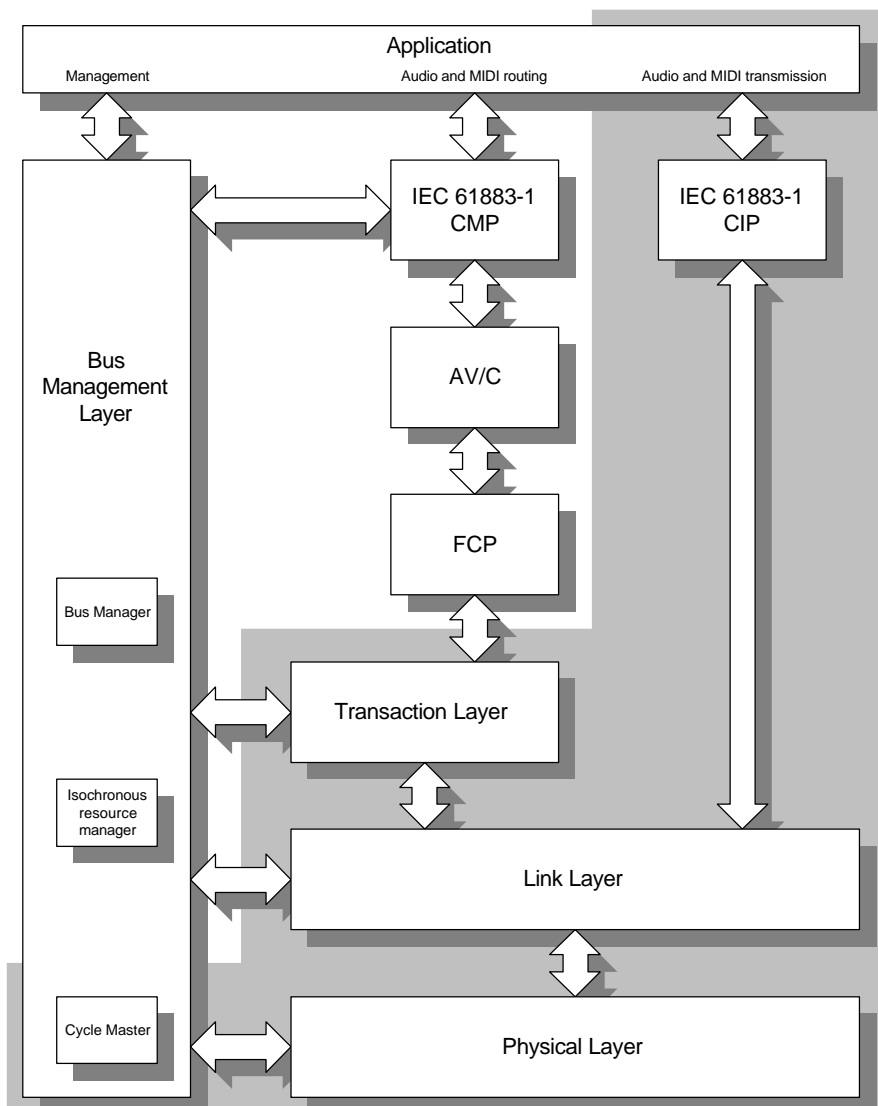 Application
Management
Audio and MIDI routing
Audio and MIDI transmission
IEC 61883-1
CMP
IEC 61883-1
CIP
Bus
Management
Layer
AV/C
FCP
Bus Manager
Transaction Layer
Isochronous
resource
manager
Link Layer
Cycle Master
Physical Layer